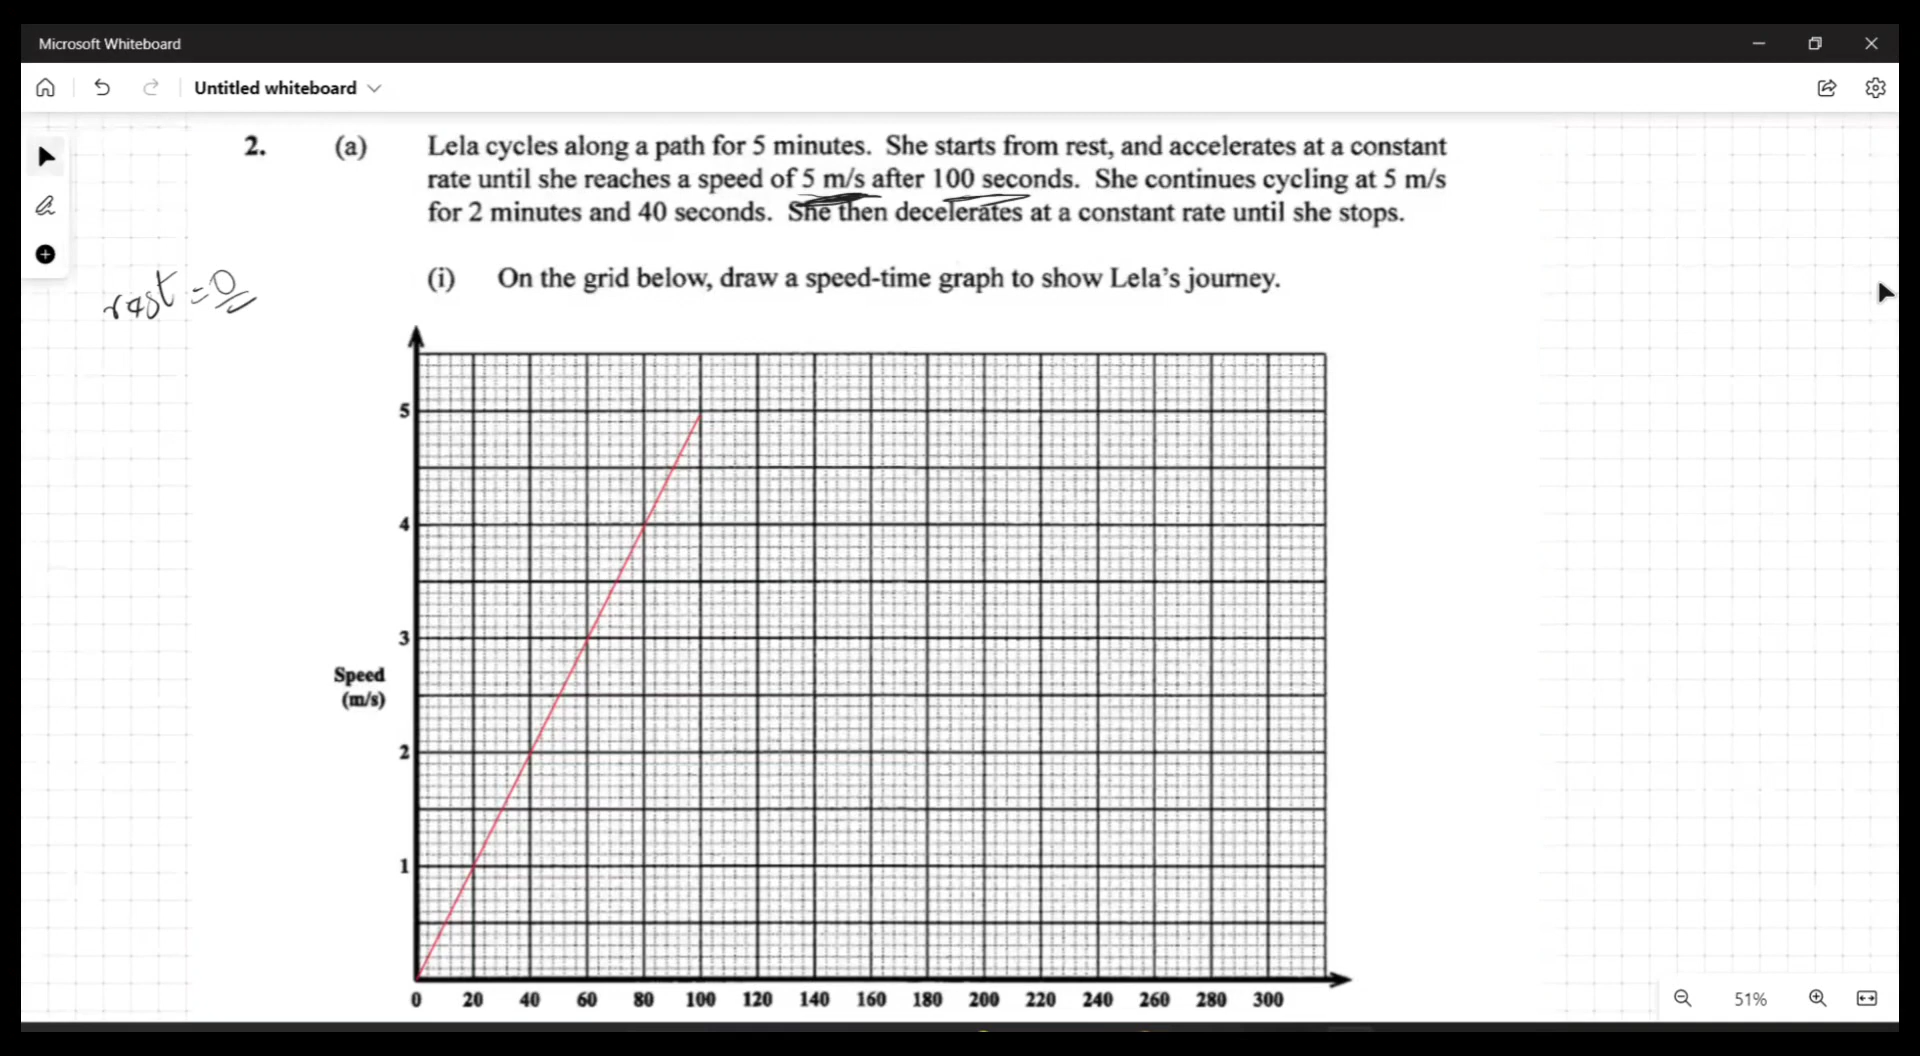 Microsoft Whiteboard
Untitled whiteboard
2. (a) Lela cycles along a path for 5 minutes. She starts from rest, and accelerates at a constant
rate until she reaches a speed of 5 m/s after 100 seconds. She continues cycling at 5 m/s
for 2 minutes and 40 seconds. She then decelerates at a constant rate until she stops.
rest = 0
(i) On the grid below, draw a speed-time graph to show Lela's journey.
5
4
3
Speed
(m/s)
2
1
0 20 40 60 80 100 120 140 160 180 200 220 240 260 280 300
51%